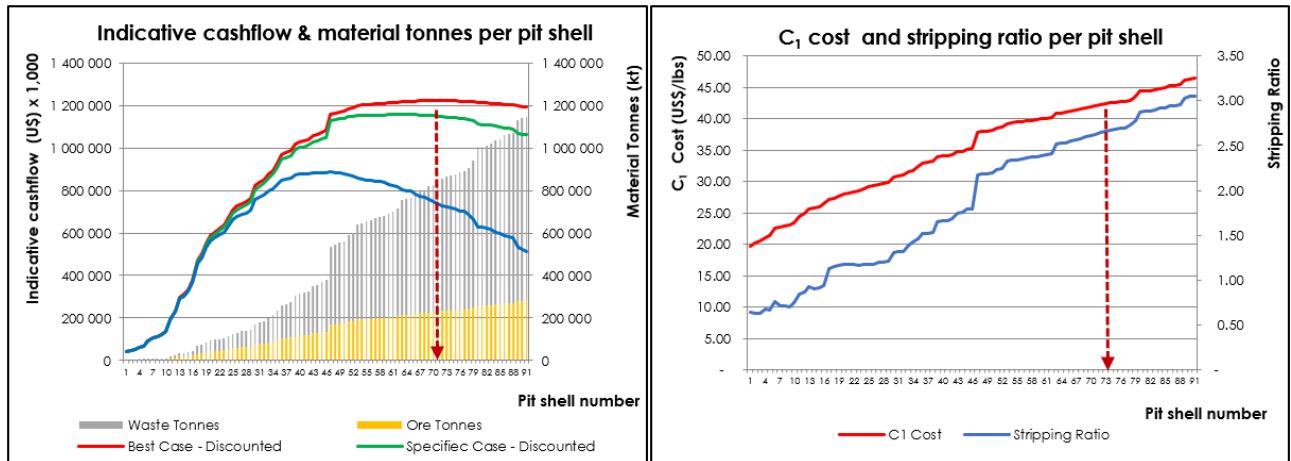 Indicative cashflow & material tonnes per pit shell
Indicative cashflow (US$) x 1,000
1 400 000
1 200 000
1 000 000
800 000
600 000
400 000
200 000
0
1 400 000
1 200 000
1 000 000
800 000
600 000
400 000
200 000
0
Material Tonnes (kt)
1 4 7 10 13 16 19 22 25 28 31 34 37 40 43 46 49 52 55 58 61 64 67 70 73 76 79 82 85 88 91
Pit shell number
Waste Tonnes
Ore Tonnes
Best Case - Discounted
Specifiec Case - Discounted
C1 cost and stripping ratio per pit shell
C1 Cost (US$/lbs)
50.00
45.00
40.00
35.00
30.00
25.00
20.00
15.00
10.00
5.00
-
3.50
3.00
2.50
2.00
1.50
1.00
0.50
-
Stripping Ratio
1 4 7 10 13 16 19 22 25 28 31 34 37 40 43 46 49 52 55 58 61 64 67 70 73 76 79 82 85 88 91
Pit shell number
C1 Cost
Stripping Ratio